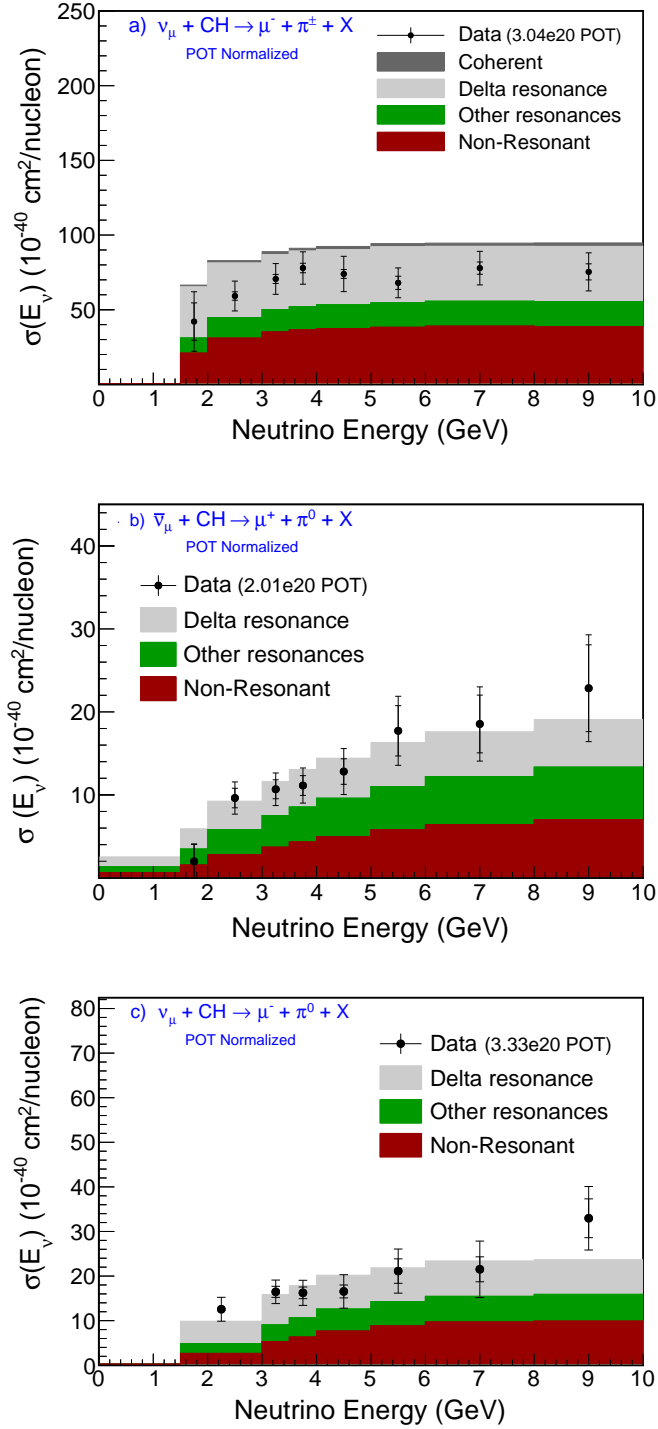 a) νμ + CH → μ- + π± + X
POT Normalized
Data (3.04e20 POT)
Coherent
Delta resonance
Other resonances
Non-Resonant
250
200
150
100
50
σ(Eν) (10-40 cm2/nucleon)
0 1 2 3 4 5 6 7 8 9 10
Neutrino Energy (GeV)
b) ν̅μ + CH → μ+ + π0 + X
POT Normalized
Data (2.01e20 POT)
Delta resonance
Other resonances
Non-Resonant
40
30
20
10
σ (Eν) (10-40 cm2/nucleon)
0 1 2 3 4 5 6 7 8 9 10
Neutrino Energy (GeV)
c) νμ + CH → μ- + π0 + X
POT Normalized
Data (3.33e20 POT)
Delta resonance
Other resonances
Non-Resonant
80
70
60
50
40
30
20
10
0
σ(Eν) (10-40 cm2/nucleon)
0 1 2 3 4 5 6 7 8 9 10
Neutrino Energy (GeV)